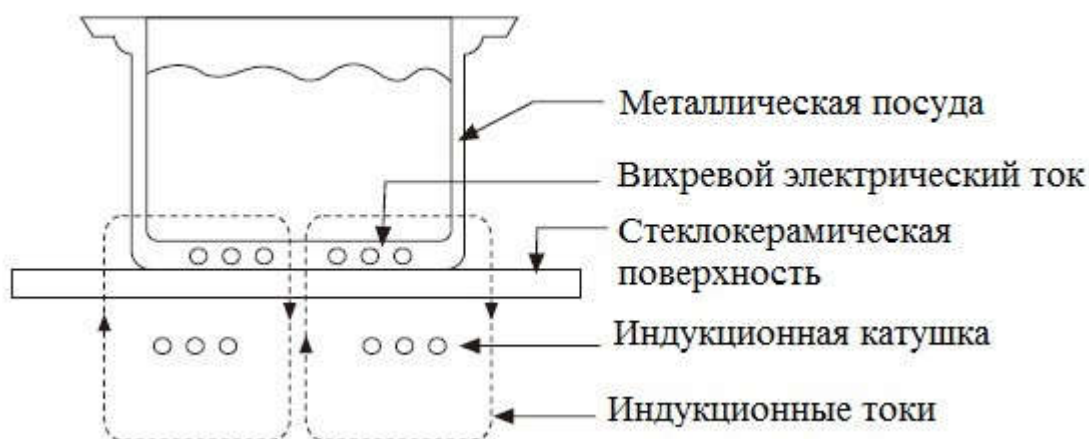 Металлическая посуда
Вихревой электрический ток
Стеклокерамическая
поверхность
Индукционная катушка
Индукционные токи